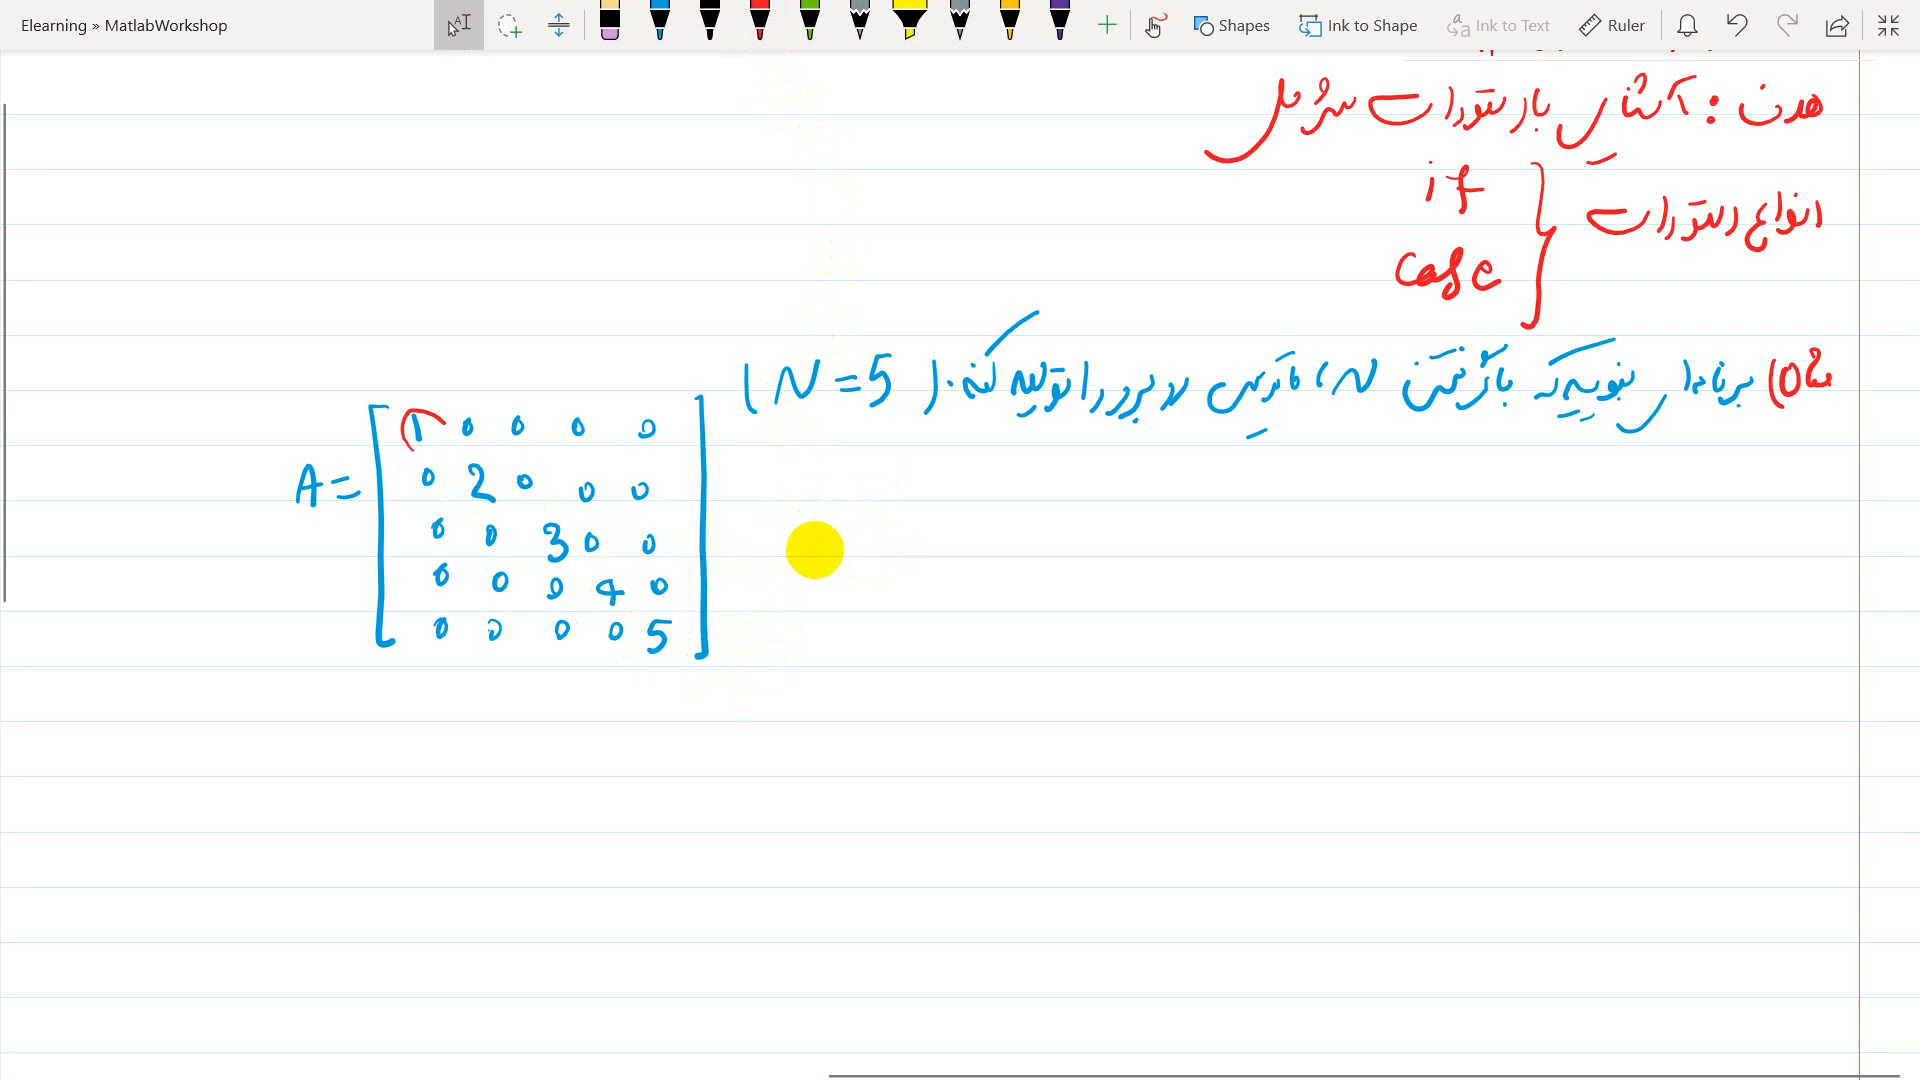 Elearning » MatlabWorkshop
Shapes
Ink to Shape
Ink to Text
Ruler
هدف : آشنایی با دستورات شرطی
انواع دستورات
if
case
برنامه‌ای بنویسید که با گرفتن N، ماتریس در برد را تولید کند. (N=5)
A=
1 0 0 0 0
0 2 0 0 0
0 0 3 0 0
0 0 0 4 0
0 0 0 0 5